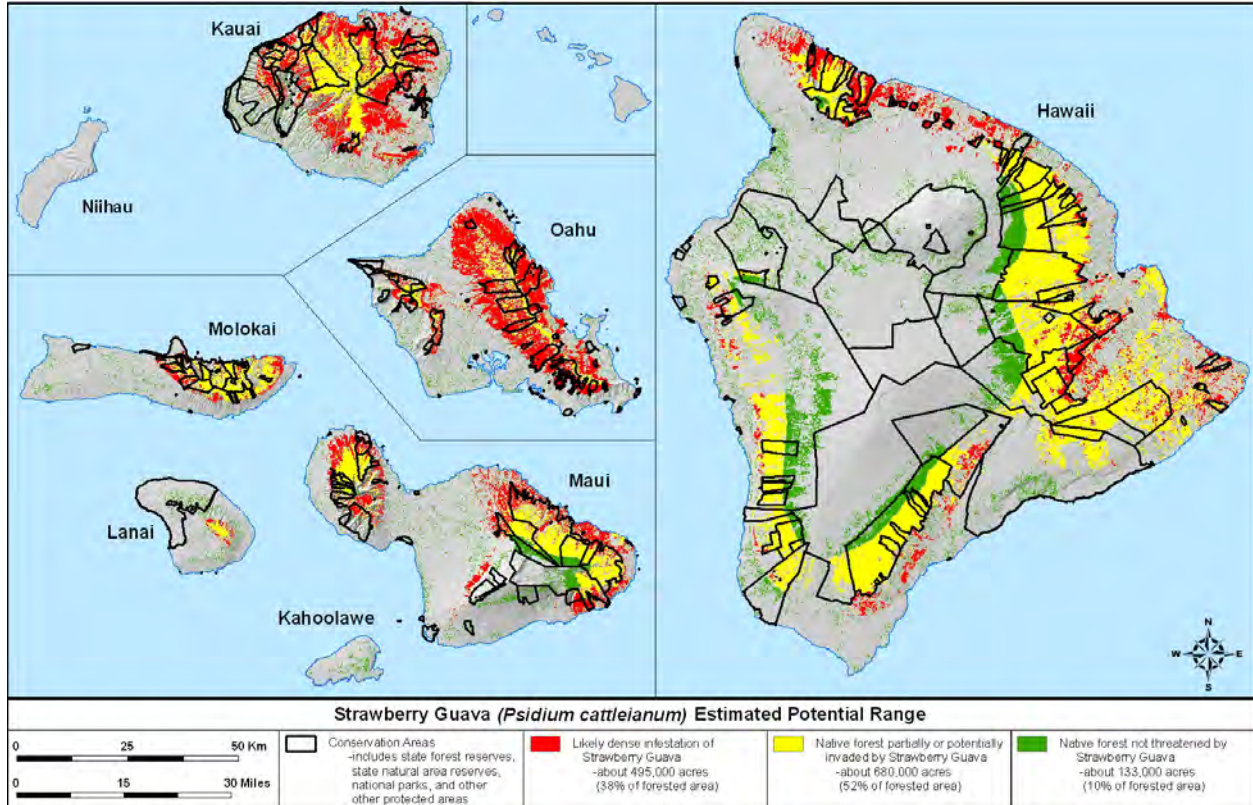 Kauai
Niihau
Oahu
Molokai
Lanai
Maui
Kahoolawe
Hawaii
N
W E
S
Strawberry Guava (Psidium cattleianum) Estimated Potential Range
0 25 50 Km
0 15 30 Miles
Conservation Areas
-includes state forest reserves,
state natural area reserves,
national parks, and other
other protected areas
Likely dense infestation of
Strawberry Guava
-about 495,000 acres
(38% of forested area)
Native forest partially or potentially
invaded by Strawberry Guava
-about 680,000 acres
(52% of forested area)
Native forest not threatened by
Strawberry Guava
-about 133,000 acres
(10% of forested area)